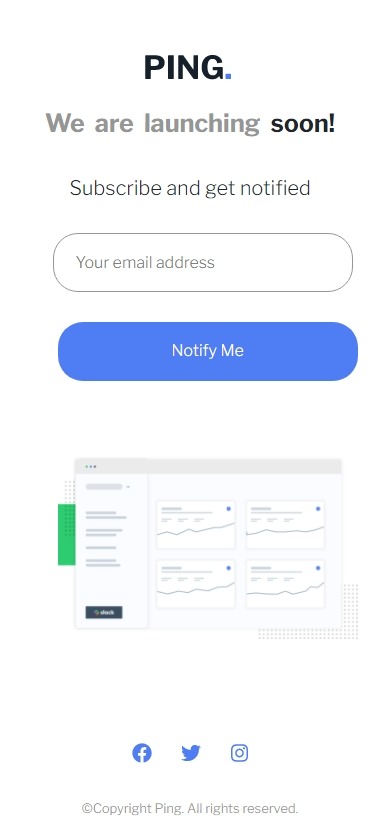 PING.
We are launching soon!
Subscribe and get notified
Your email address
Notify Me
slack
©Copyright Ping. All rights reserved.